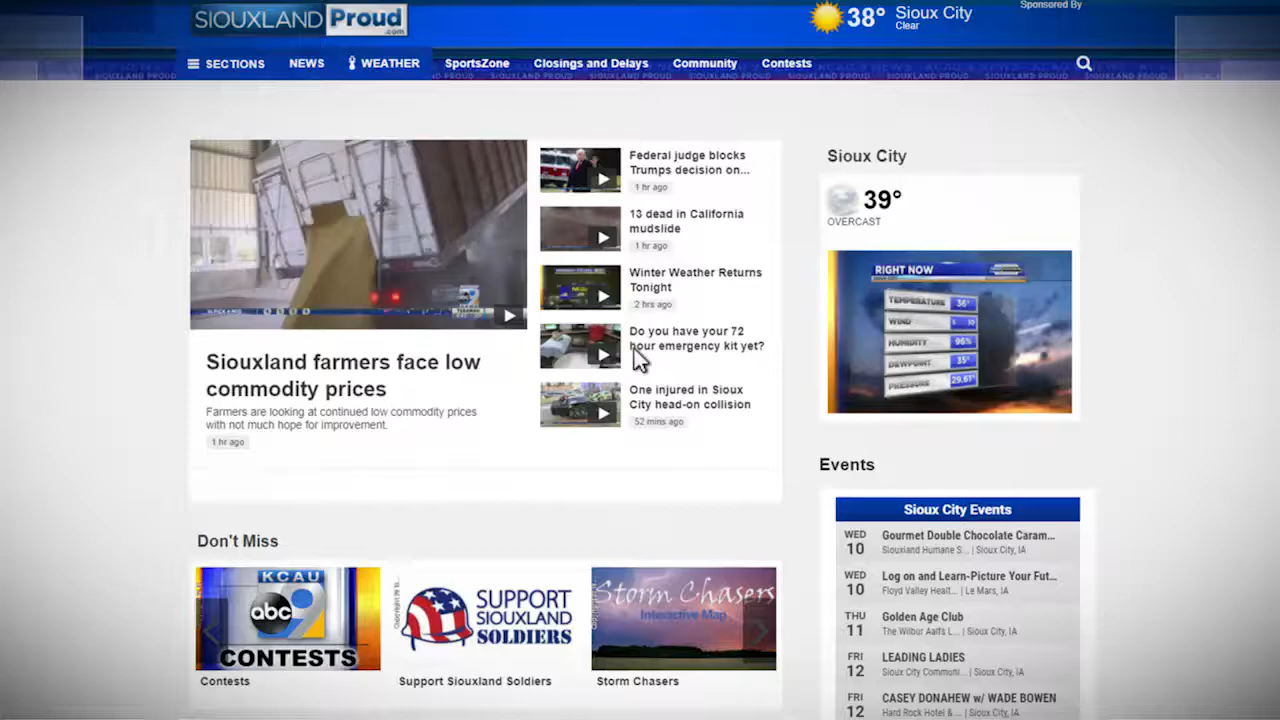 SIOUXLAND Proud
.com
38° Sioux City
Clear
Sponsored By
SECTIONS NEWS WEATHER SportsZone Closings and Delays Community Contests
Federal judge blocks
Trumps decision on...
1 hr ago
13 dead in California
mudslide
1 hr ago
Winter Weather Returns
Tonight
2 hrs ago
Do you have your 72
hour emergency kit yet?
One injured in Sioux
City head-on collision
52 mins ago
Siouxland farmers face low
commodity prices
Farmers are looking at continued low commodity prices
with not much hope for improvement.
1 hr ago
Sioux City
39°
OVERCAST
RIGHT NOW
TEMPERATURE 36°
WIND S 10
HUMIDITY 96%
DEWPOINT 35°
PRESSURE 29.61"
Events
Sioux City Events
WED
10
Gourmet Double Chocolate Caram...
Siouxland Humane S... | Sioux City, IA
WED
10
Log on and Learn-Picture Your Fut...
Floyd Valley Healt... | Le Mars, IA
THU
11
Golden Age Club
The Wilbur Aalfs L... | Sioux City, IA
FRI
12
LEADING LADIES
Sioux City Communi... | Sioux City, IA
FRI
12
CASEY DONAHEW w/ WADE BOWEN
Hard Rock Hotel & ... | Sioux City, IA
Don't Miss
KCAU
abc 9
CONTESTS
Contests
SUPPORT
SIOUXLAND
SOLDIERS
Support Siouxland Soldiers
Storm Chasers
Interactive Map
Storm Chasers